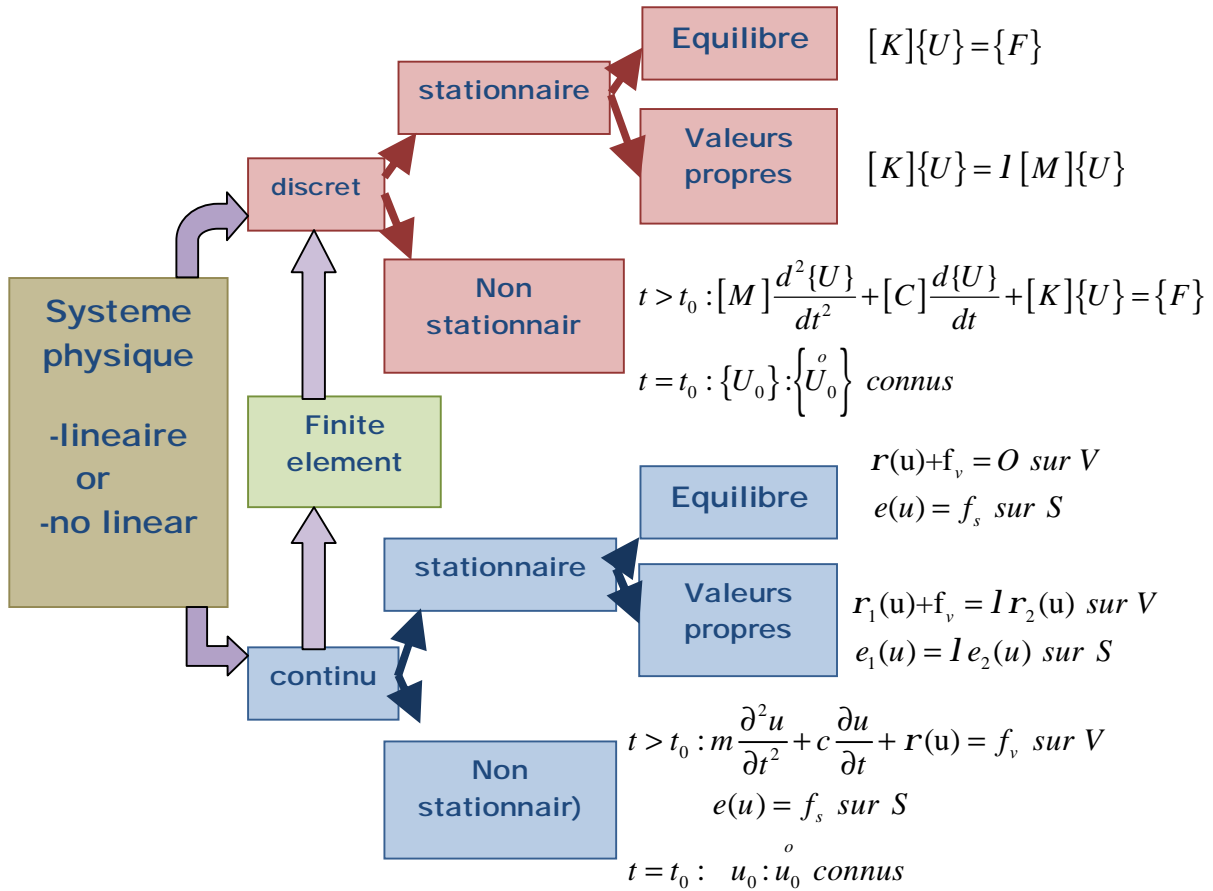 Systeme
physique
-lineaire
or
-no linear
discret
stationnaire
Equilibre
[K]{U} = {F}
Valeurs
propres
[K]{U} = l [M]{U}
Non
stationnair
t > t₀ : [M] d²{U}/dt² + [C] d{U}/dt + [K]{U} = {F}
t = t₀ : {U₀} : {U₀°} connus
Finite
element
continu
stationnaire
Equilibre
r(u)+fᵥ = O sur V
e(u) = fₛ sur S
Valeurs
propres
r₁(u)+fᵥ = l r₂(u) sur V
e₁(u) = l e₂(u) sur S
Non
stationnair)
t > t₀ : m ∂²u/∂t² + c ∂u/∂t + r(u) = fᵥ sur V
e(u) = fₛ sur S
t = t₀ : u₀ : u₀° connus